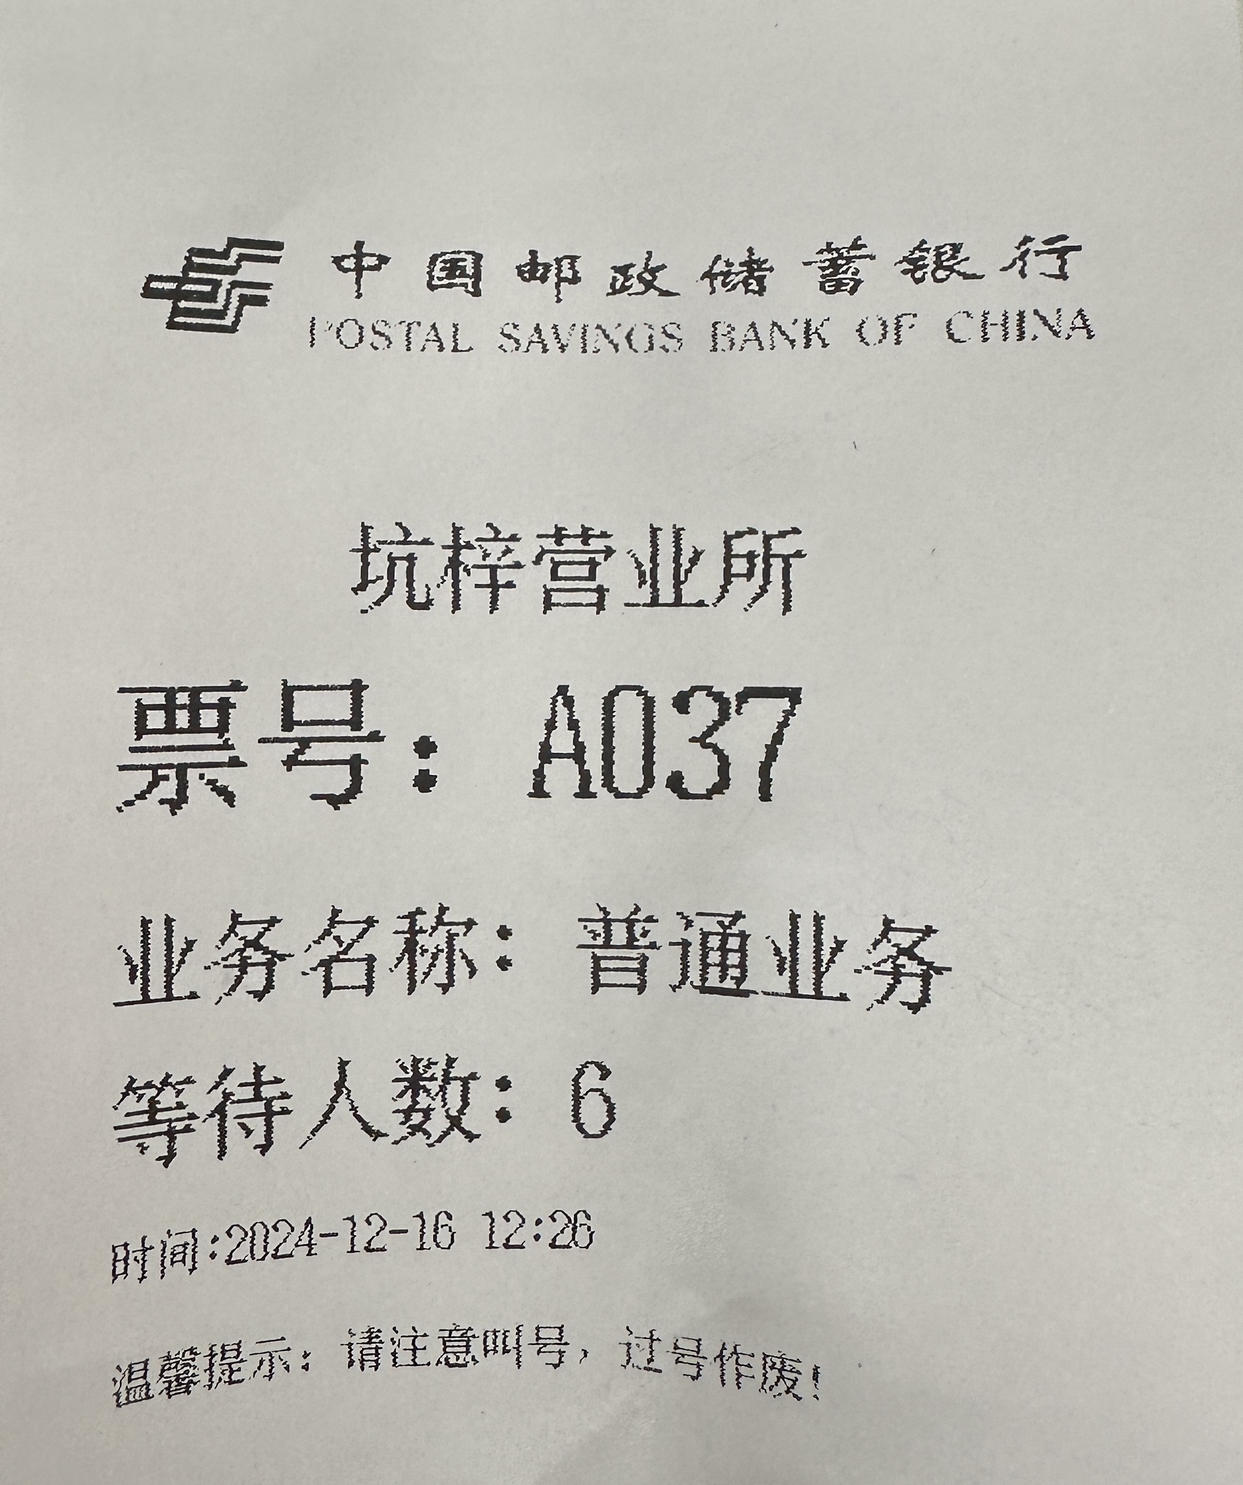 中国邮政储蓄银行
POSTAL SAVINGS BANK OF CHINA
坑梓营业所
票号: A037
业务名称: 普通业务
等待人数: 6
时间:2024-12-16 12:26
温馨提示: 请注意叫号, 过号作废!